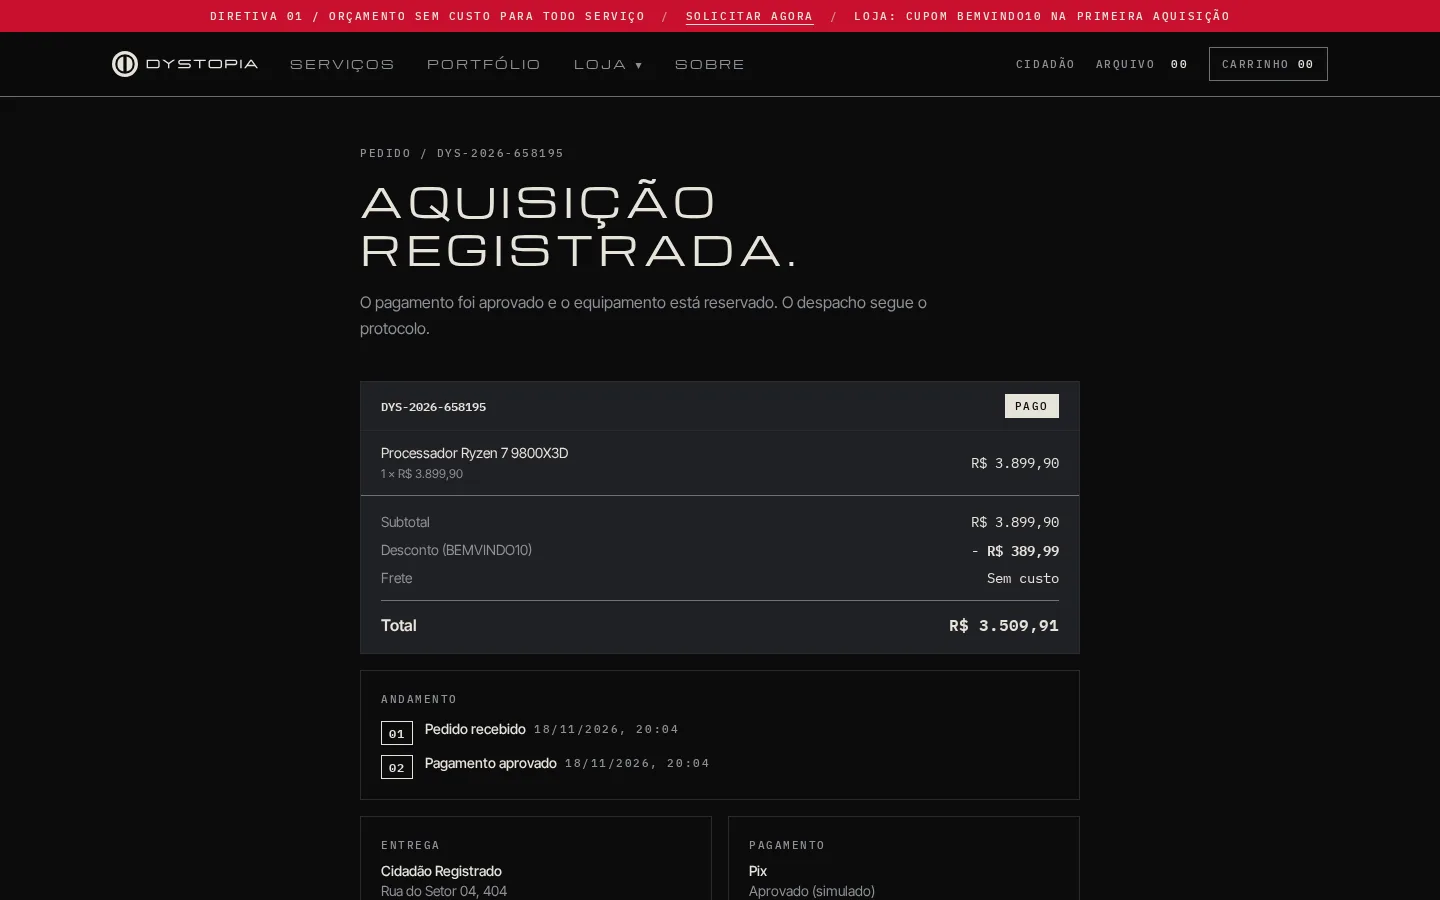 DIRETIVA 01 / ORÇAMENTO SEM CUSTO PARA TODO SERVIÇO / SOLICITAR AGORA / LOJA: CUPOM BEMVINDO10 NA PRIMEIRA AQUISIÇÃO
DYSTOPIA SERVIÇOS PORTFÓLIO LOJA ▾ SOBRE CIDADÃO ARQUIVO 00 CARRINHO 00
PEDIDO / DYS-2026-658195
AQUISIÇÃO
REGISTRADA.
O pagamento foi aprovado e o equipamento está reservado. O despacho segue o
protocolo.
DYS-2026-658195 PAGO
Processador Ryzen 7 9800X3D
1 × R$ 3.899,90 R$ 3.899,90
Subtotal R$ 3.899,90
Desconto (BEMVINDO10) - R$ 389,99
Frete Sem custo
Total R$ 3.509,91
ANDAMENTO
01 Pedido recebido 18/11/2026, 20:04
02 Pagamento aprovado 18/11/2026, 20:04
ENTREGA PAGAMENTO
Cidadão Registrado Pix
Rua do Setor 04, 404 Aprovado (simulado)